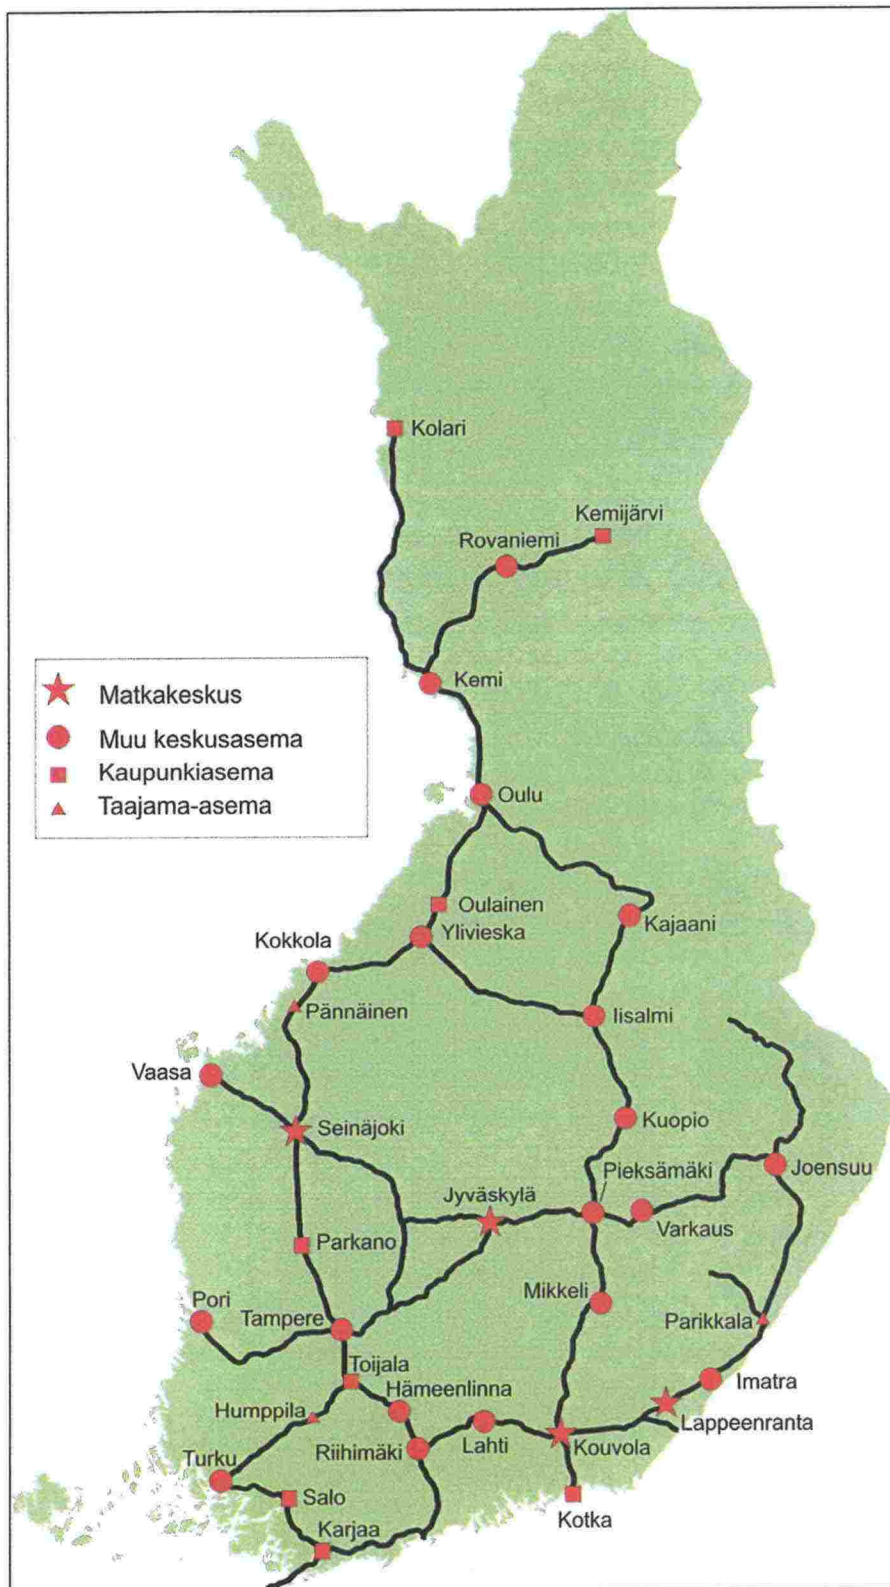 Kolari
Kemijärvi
Rovaniemi
Kemi
Matkakeskus
Muu keskusasema
Kaupunkiasema
Taajama-asema
Oulu
Oulainen
Kajaani
Ylivieska
Kokkola
Pännäinen
Iisalmi
Vaasa
Seinäjoki
Kuopio
Pieksämäki
Joensuu
Jyväskylä
Varkaus
Parkano
Mikkeli
Pori
Tampere
Parikkala
Toijala
Imatra
Hämeenlinna
Humppila
Lappeenranta
Riihimäki
Lahti
Kouvola
Turku
Salo
Kotka
Karjaa